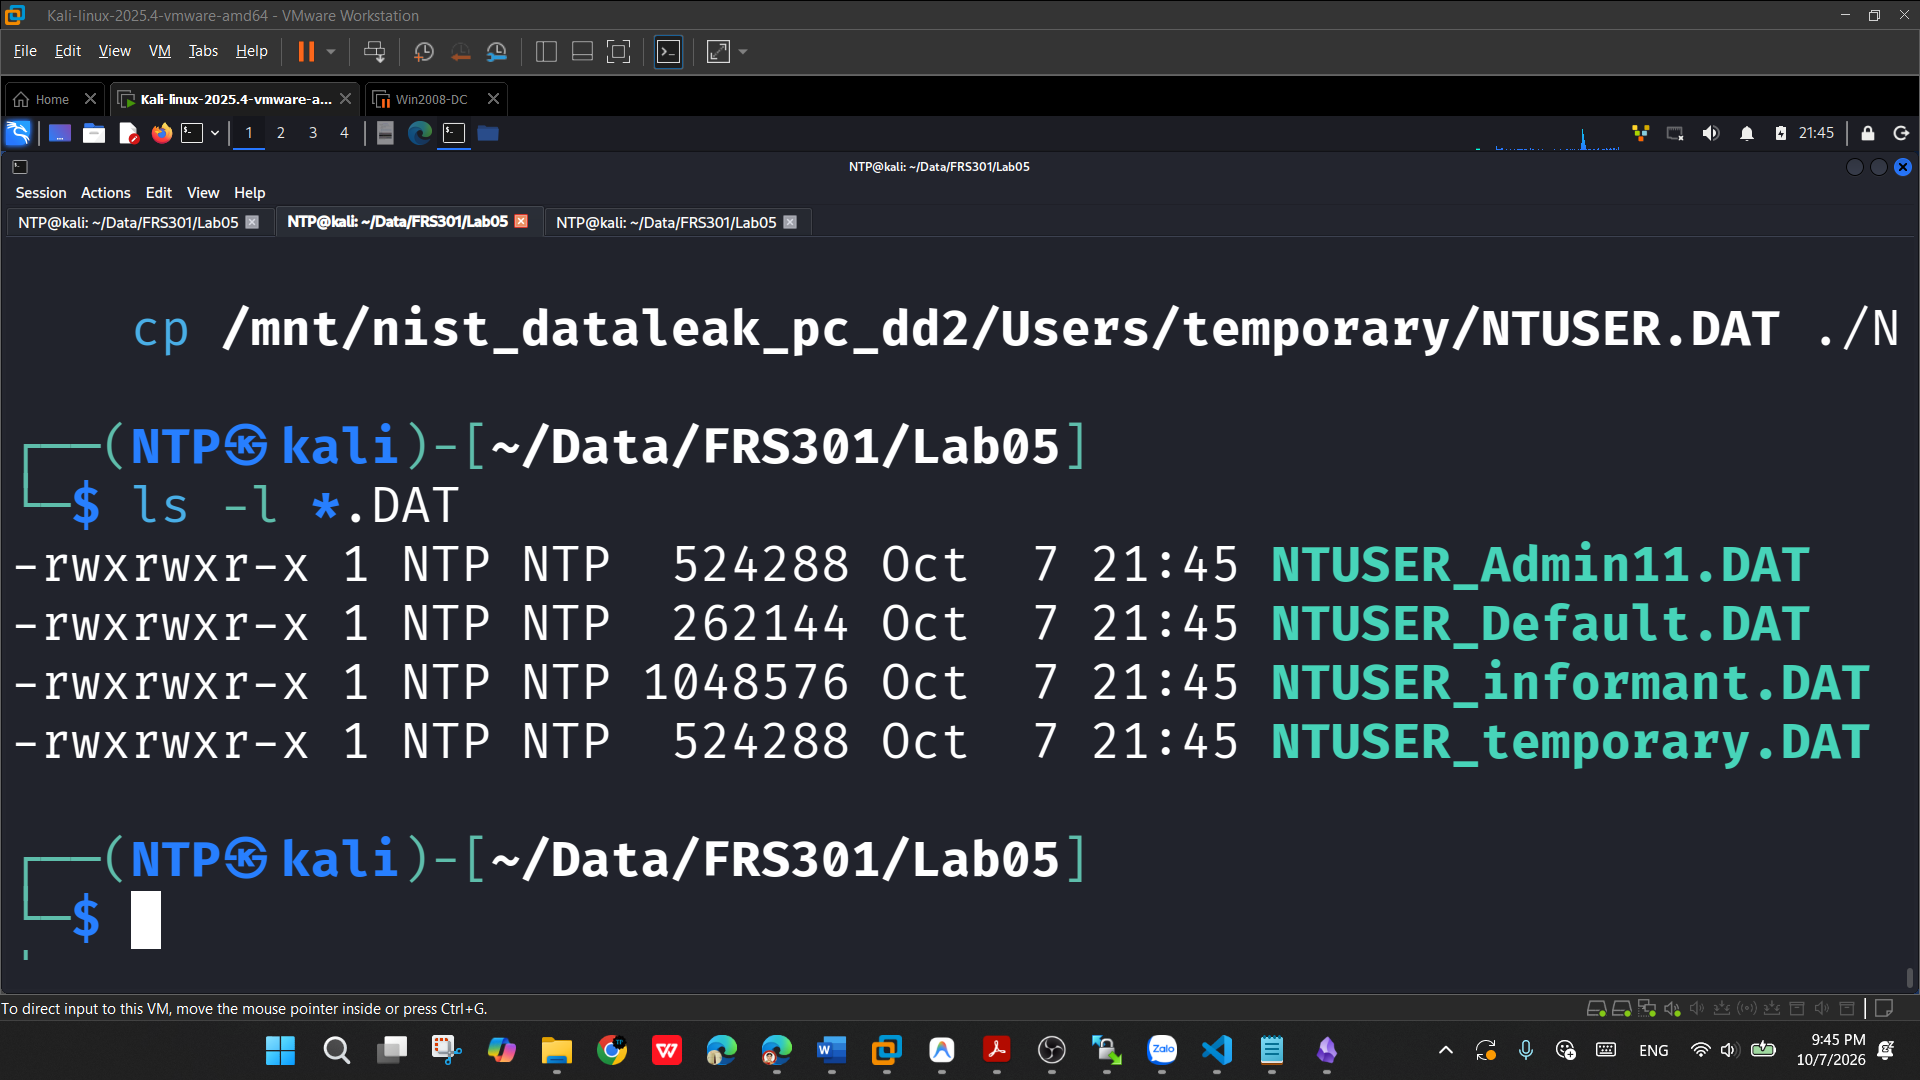 Kali-linux-2025.4-vmware-amd64 - VMware Workstation
File Edit View VM Tabs Help
Home Kali-linux-2025.4-vmware-a... Win2008-DC
1 2 3 4 21:45
NTP@kali: ~/Data/FRS301/Lab05
Session Actions Edit View Help
NTP@kali: ~/Data/FRS301/Lab05 NTP@kali: ~/Data/FRS301/Lab05 NTP@kali: ~/Data/FRS301/Lab05
cp /mnt/nist_dataleak_pc_dd2/Users/temporary/NTUSER.DAT ./N
┌──(NTP㉿kali)-[~/Data/FRS301/Lab05]
└─$ ls -l *.DAT
-rwxrwxr-x 1 NTP NTP  524288 Oct  7 21:45 NTUSER_Admin11.DAT
-rwxrwxr-x 1 NTP NTP  262144 Oct  7 21:45 NTUSER_Default.DAT
-rwxrwxr-x 1 NTP NTP 1048576 Oct  7 21:45 NTUSER_informant.DAT
-rwxrwxr-x 1 NTP NTP  524288 Oct  7 21:45 NTUSER_temporary.DAT
┌──(NTP㉿kali)-[~/Data/FRS301/Lab05]
└─$
To direct input to this VM, move the mouse pointer inside or press Ctrl+G.
Zalo
ENG
9:45 PM
10/7/2026